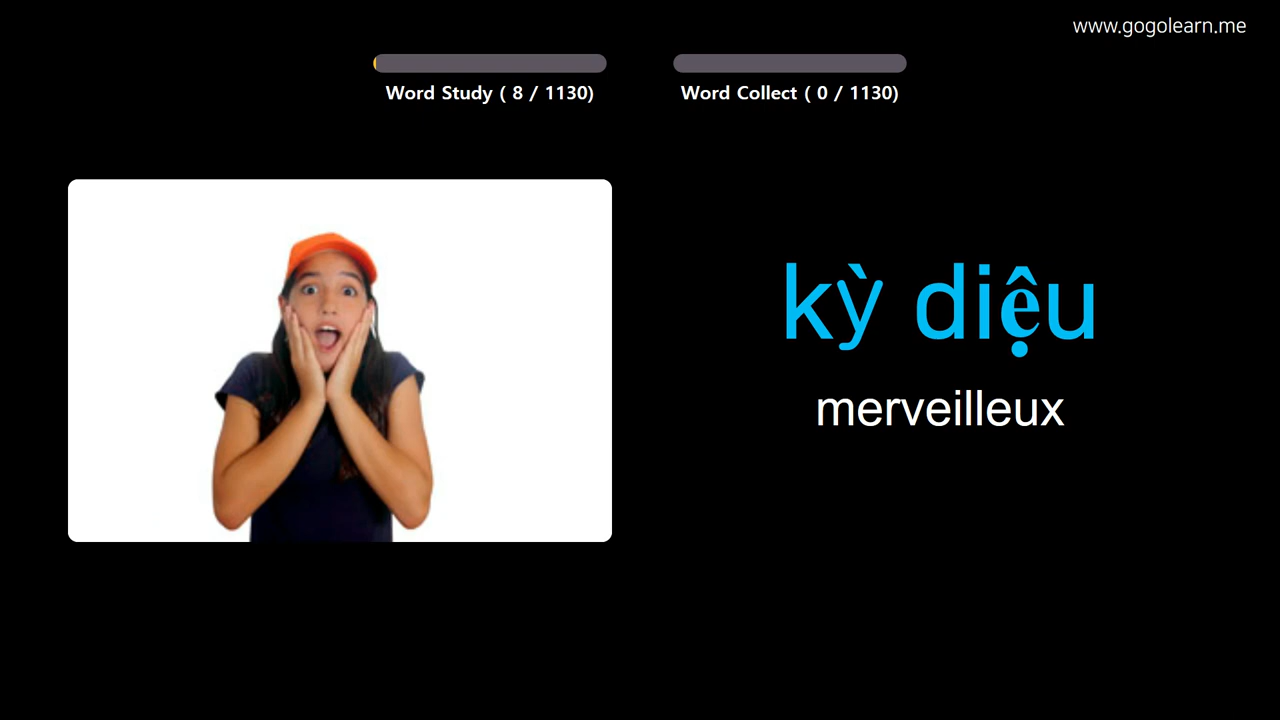 www.gogolearn.me
Word Study ( 8 / 1130)
Word Collect ( 0 / 1130)
kỳ diệu
merveilleux